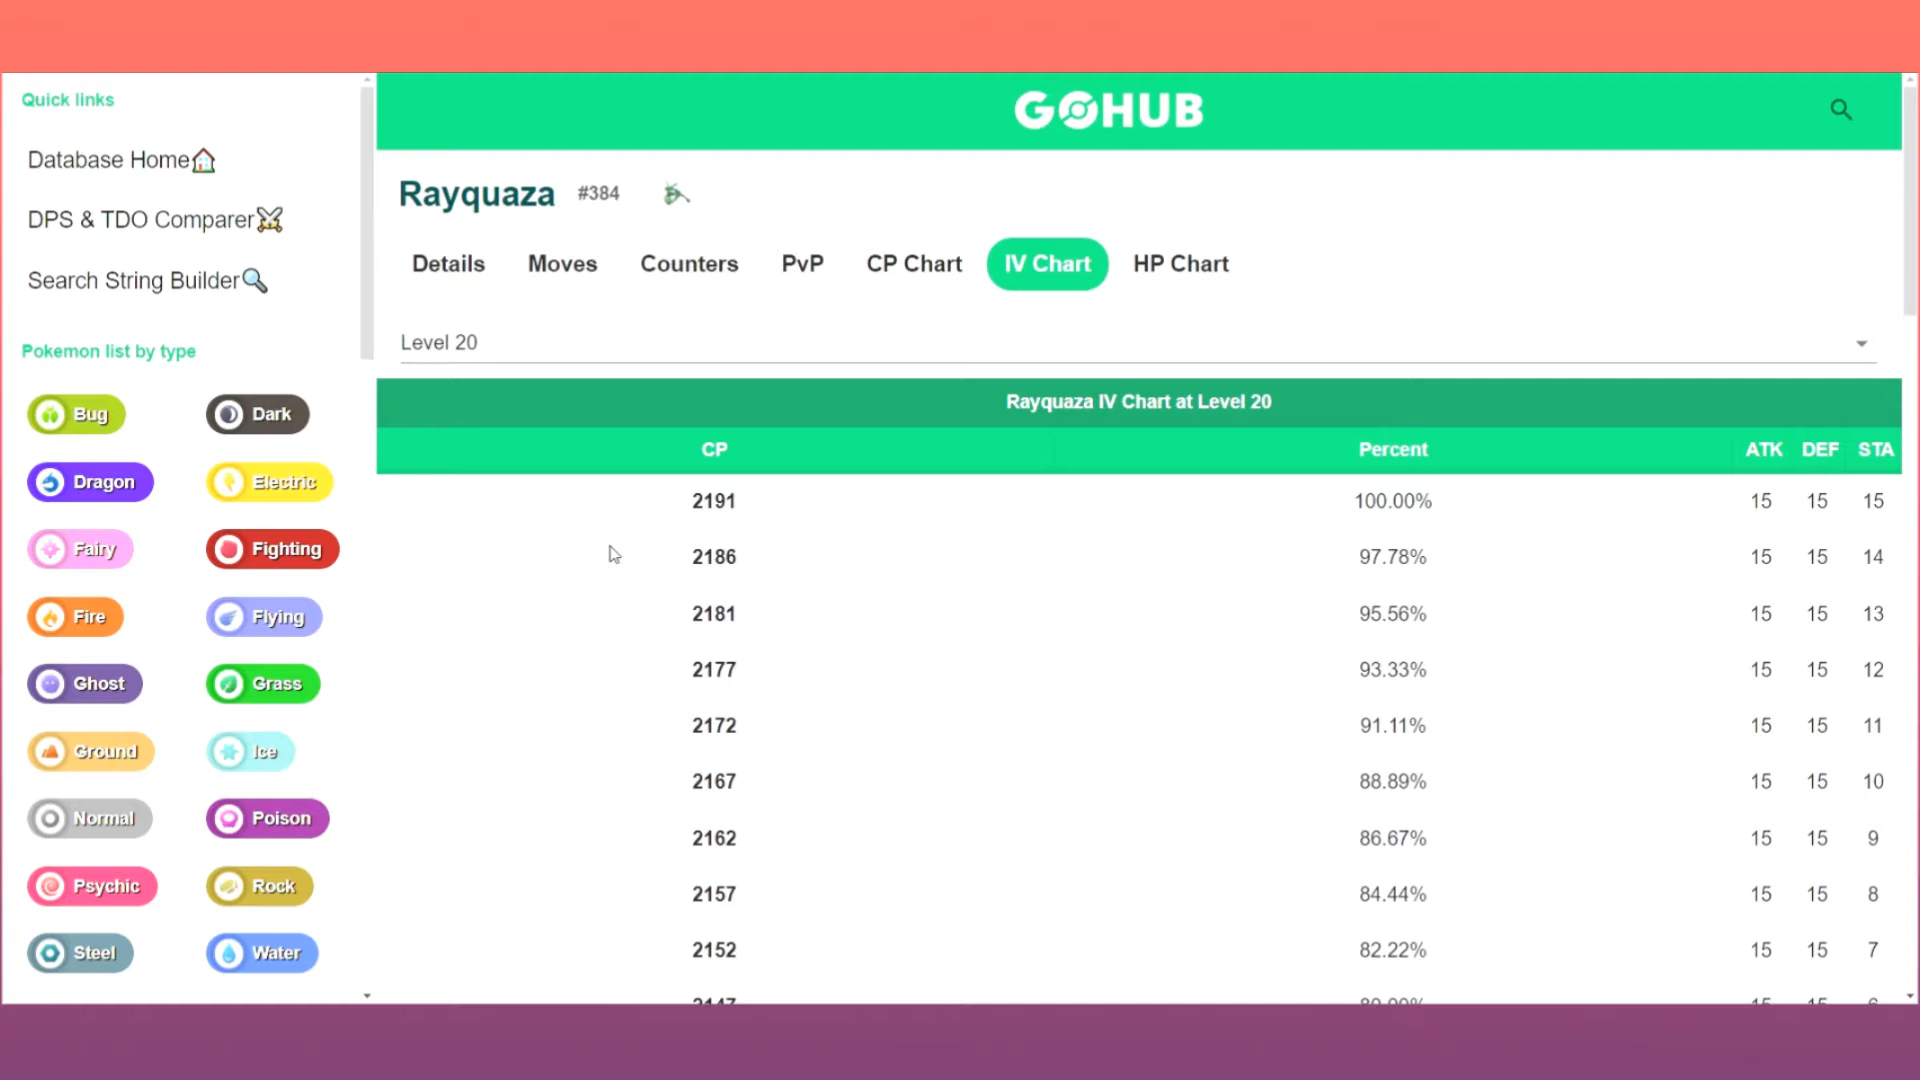 Quick links
Database Home
DPS & TDO Comparer
Search String Builder
Pokemon list by type
Bug
Dark
Dragon
Electric
Fairy
Fighting
Fire
Flying
Ghost
Grass
Ground
Ice
Normal
Poison
Psychic
Rock
Steel
Water
GOHUB
Rayquaza #384
Details Moves Counters PvP CP Chart IV Chart HP Chart
Level 20
Rayquaza IV Chart at Level 20
CP Percent ATK DEF STA
2191 100.00% 15 15 15
2186 97.78% 15 15 14
2181 95.56% 15 15 13
2177 93.33% 15 15 12
2172 91.11% 15 15 11
2167 88.89% 15 15 10
2162 86.67% 15 15 9
2157 84.44% 15 15 8
2152 82.22% 15 15 7